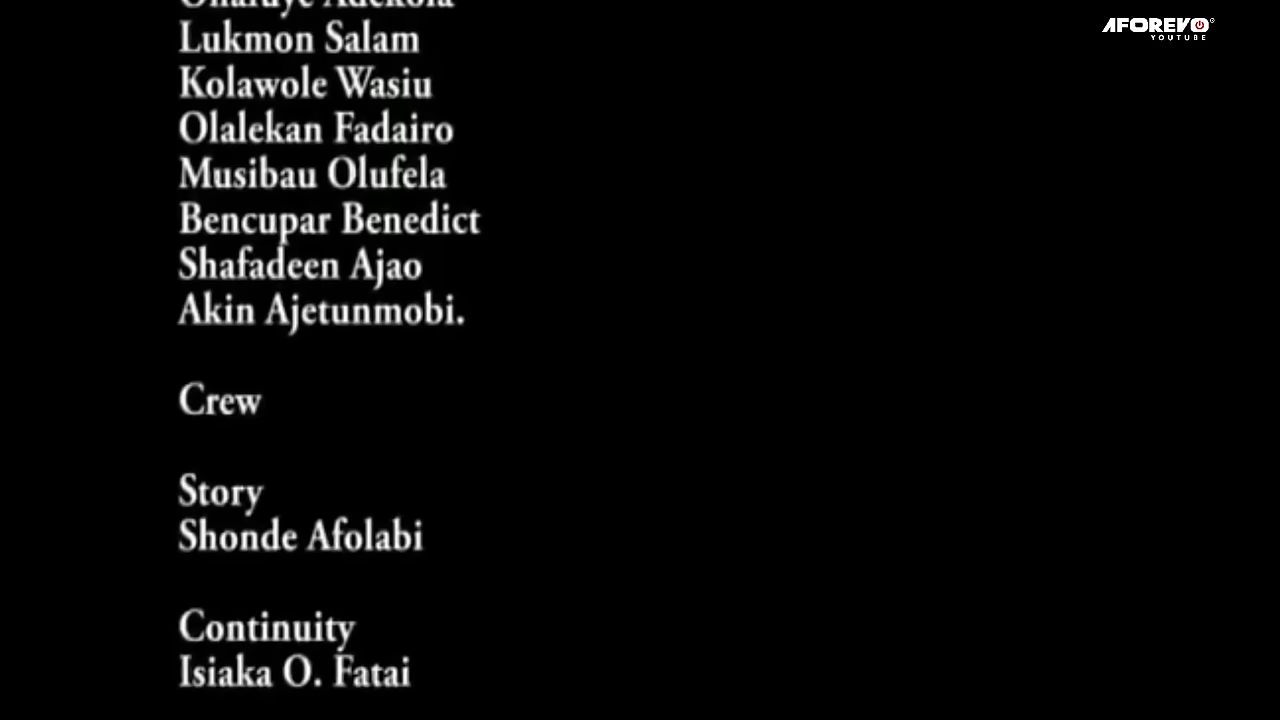 AFOREVO
YOUTUBE
Adekola
Lukmon Salam
Kolawole Wasiu
Olalekan Fadairo
Musibau Olufela
Bencupar Benedict
Shafadeen Ajao
Akin Ajetunmobi.
Crew
Story
Shonde Afolabi
Continuity
Isiaka O. Fatai